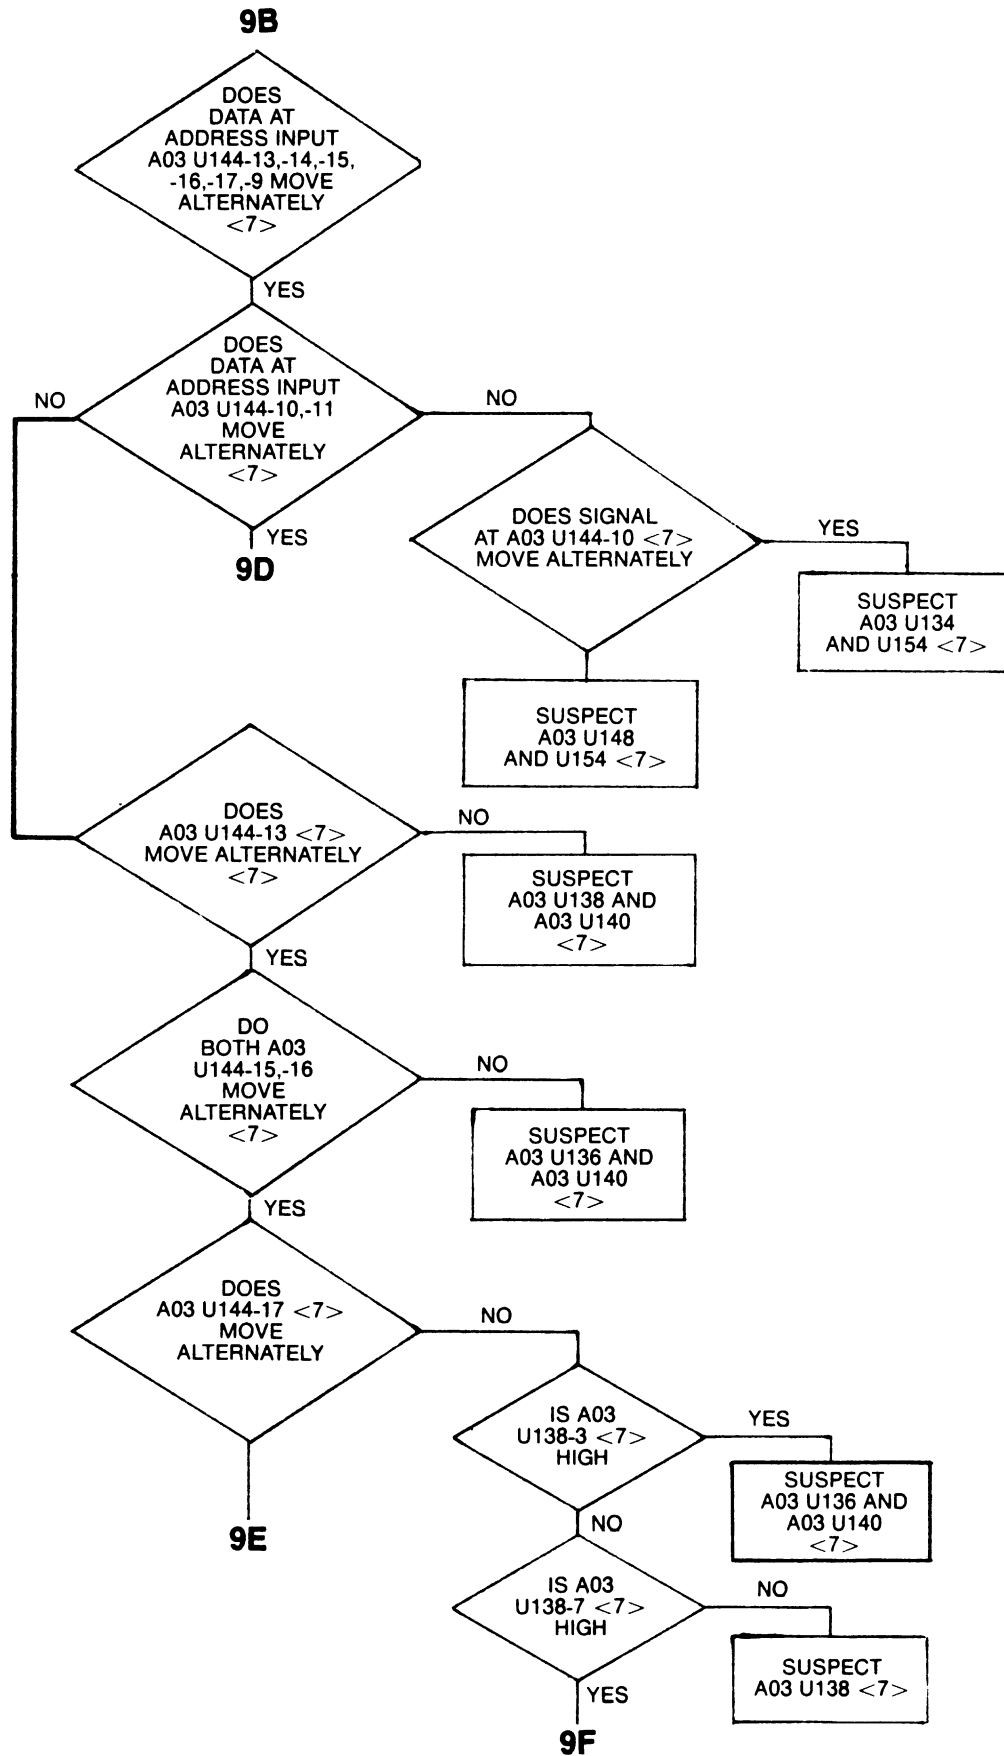 9B
DOES
DATA AT
ADDRESS INPUT
A03 U144-13,-14,-15,
-16,-17,-9 MOVE
ALTERNATELY
<7>
YES
DOES
DATA AT
ADDRESS INPUT
A03 U144-10,-11
MOVE
ALTERNATELY
<7>
NO
NO
YES
9D
DOES SIGNAL
AT A03 U144-10 <7>
MOVE ALTERNATELY
YES
SUSPECT
A03 U134
AND U154 <7>
SUSPECT
A03 U148
AND U154 <7>
DOES
A03 U144-13 <7>
MOVE ALTERNATELY
<7>
NO
SUSPECT
A03 U138 AND
A03 U140
<7>
YES
DO
BOTH A03
U144-15,-16
MOVE
ALTERNATELY
<7>
NO
SUSPECT
A03 U136 AND
A03 U140
<7>
YES
DOES
A03 U144-17 <7>
MOVE
ALTERNATELY
NO
9E
IS A03
U138-3 <7>
HIGH
YES
SUSPECT
A03 U136 AND
A03 U140
<7>
NO
IS A03
U138-7 <7>
HIGH
NO
SUSPECT
A03 U138 <7>
YES
9F